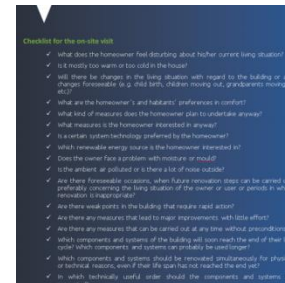 Checklist for the on-site visit
✓ What does the homeowner feel disturbing about his/her current living situation?
✓ Is it mostly too warm or too cold in the house?
✓ Will there be changes in the living situation with regard to the building or
changes foreseeable (e.g. child birth, children moving out, grandparents moving
etc)?
✓ What are the homeowner´s and habitants´ preferences in comfort?
✓ What kind of measures does the homeowner plan to undertake anyway?
✓ What measures is the homeowner interested in anyway?
✓ Is a certain system technology preferred by the homeowner?
✓ Which renewable energy source is the homeowner interested in?
✓ Does the owner face a problem with moisture or mould?
✓ Is the ambient air polluted or is there a lot of noise outside?
✓ Are there foreseeable occasions, when future renovation steps can be carried
preferably concerning the living situation of the owner or user or periods in
renovation is inappropriate?
✓ Are there weak points in the building that require rapid action?
✓ Are there any measures that lead to major improvements with little effort?
✓ Are there any measures that can be carried out at any time without preconditions
✓ Which components and systems of the building will soon reach the end of their
cycle? Which components and systems can probably be used longer?
✓ Which components and systems should be renovated simultaneously for
or technical reasons, even if their life span has not reached the end yet?
✓ In which technically useful order should the components and systems